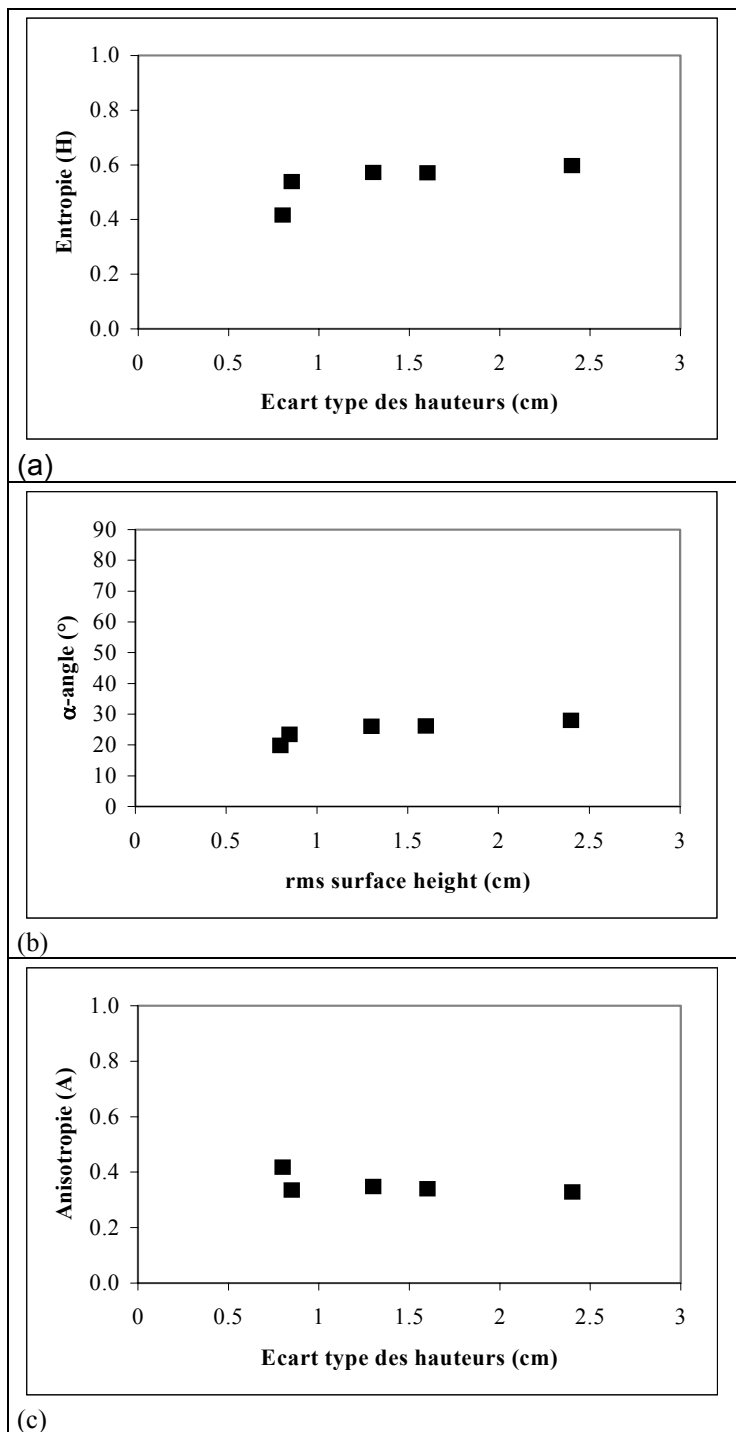 1.0
0.8
0.6
0.4
0.2
0.0
Entropie (H)
0 0.5 1 1.5 2 2.5 3
Ecart type des hauteurs (cm)
(a)
90
80
70
60
50
40
30
20
10
0
α-angle (°)
0 0.5 1 1.5 2 2.5 3
rms surface height (cm)
(b)
1.0
0.8
0.6
0.4
0.2
0.0
Anisotropie (A)
0 0.5 1 1.5 2 2.5 3
Ecart type des hauteurs (cm)
(c)